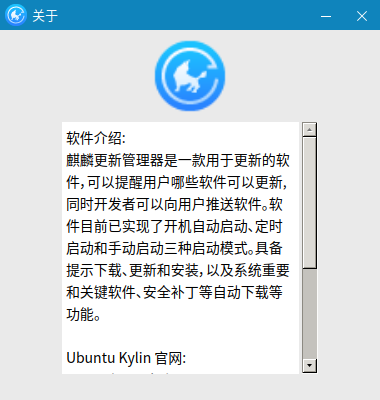 关于
软件介绍:
麒麟更新管理器是一款用于更新的软
件，可以提醒用户哪些软件可以更新，
同时开发者可以向用户推送软件。软
件目前已实现了开机自动启动、定时
启动和手动启动三种启动模式。具备
提示下载、更新和安装，以及系统重要
和关键软件、安全补丁等自动下载等
功能。
Ubuntu Kylin 官网: